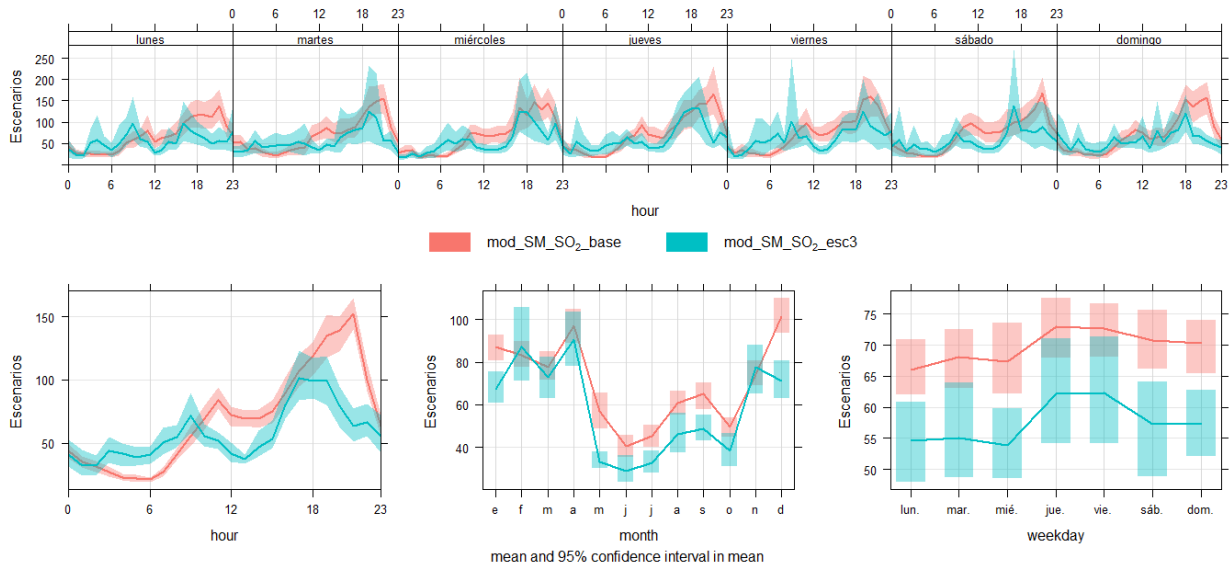 0 6 12 18 23 0 6 12 18 23 0 6 12 18 23
lunes martes miércoles jueves viernes sábado domingo
Escenarios
250
200
150
100
50
0 6 12 18 23 0 6 12 18 23 0 6 12 18 23 0 6 12 18 23
hour
mod_SM_SO₂_base mod_SM_SO₂_esc3
Escenarios
150
100
50
0 6 12 18 23
hour
Escenarios
100
80
60
40
e f m a m j j a s o n d
month
Escenarios
75
70
65
60
55
50
lun. mar. mié. jue. vie. sáb. dom.
weekday
mean and 95% confidence interval in mean